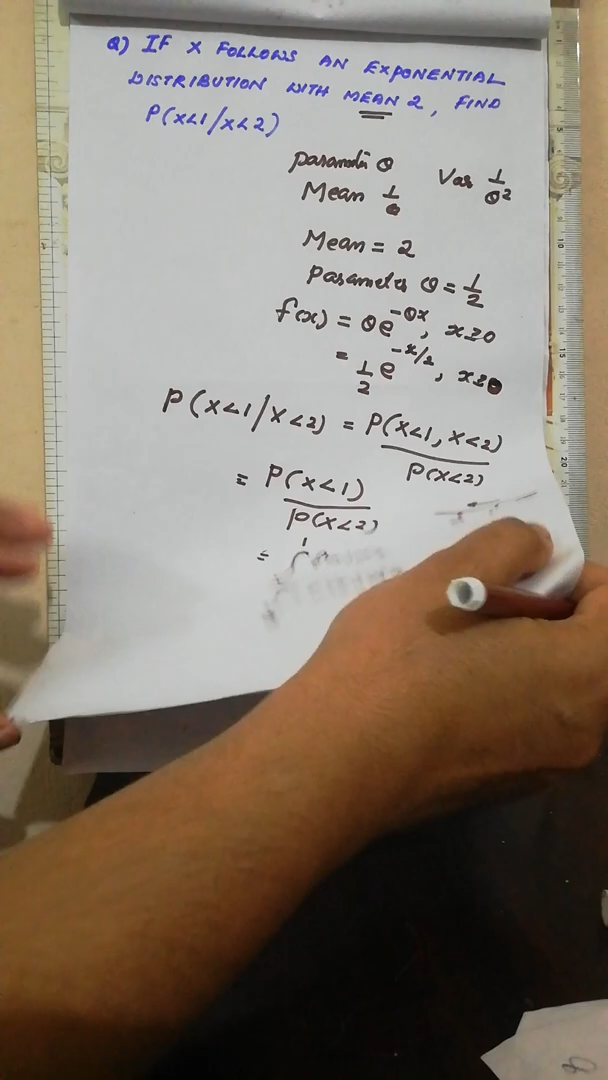 Q) IF X FOLLOWS AN EXPONENTIAL
DISTRIBUTION WITH MEAN 2, FIND
P(X<1/X<2)
Mean 1/θ
Var 1/θ²
Mean = 2
Parameter θ = 1/2
f(x) = θe^{-θx}, x≥0
= 1/2 e^{-x/2}, x≥0
P(X<1/X<2) = P(X<1, X<2) / P(X<2)
= P(X<1) / P(X<2)